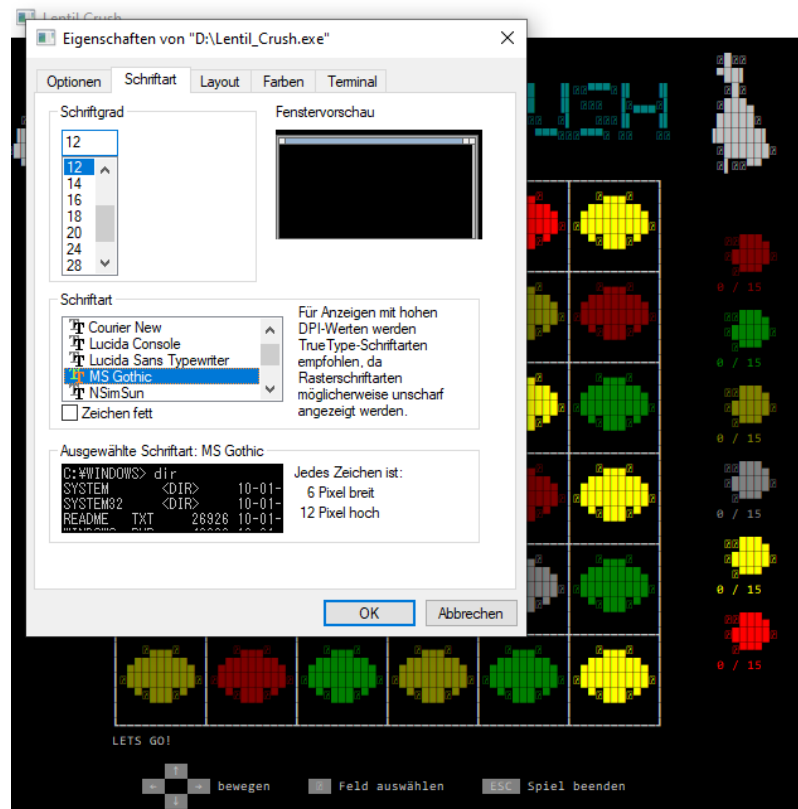 Lentil Crush
Eigenschaften von "D:\Lentil_Crush.exe"
Optionen Schriftart Layout Farben Terminal
Schriftgrad
12
12
14
16
18
20
24
28
Fenstervorschau
USH
Schriftart
Courier New
Lucida Console
Lucida Sans Typewriter
MS Gothic
NSimSun
Zeichen fett
Für Anzeigen mit hohen
DPI-Werten werden
TrueType-Schriftarten
empfohlen, da
Rasterschriftarten
möglicherweise unscharf
angezeigt werden.
Ausgewählte Schriftart: MS Gothic
C:¥WINDOWS> dir
SYSTEM <DIR> 10-01-
SYSTEM32 <DIR> 10-01-
README TXT 26926 10-01-
Jedes Zeichen ist:
6 Pixel breit
12 Pixel hoch
OK Abbrechen
0 / 15
0 / 15
0 / 15
0 / 15
0 / 15
0 / 15
LETS GO!
↑
← → bewegen Feld auswählen ESC Spiel beenden
↓